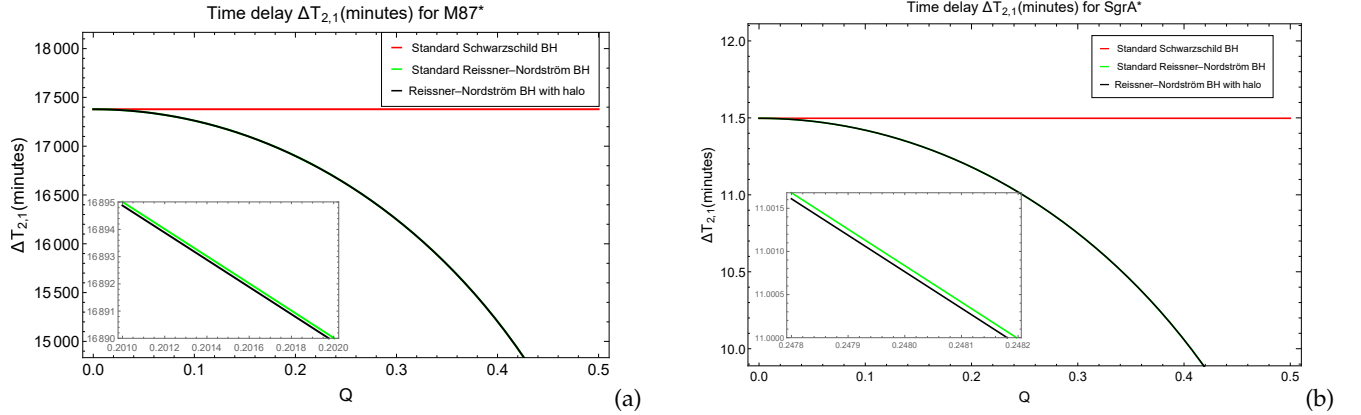 Time delay ΔT2,1(minutes) for M87*
ΔT2,1(minutes)
18 000
17 500
17 000
16 500
16 000
15 500
15 000
Standard Schwarzschild BH
Standard Reissner–Nordström BH
Reissner–Nordström BH with halo
16 895
16 894
16 893
16 892
16 891
16 890
0.2010 0.2012 0.2014 0.2016 0.2018 0.2020
0.0 0.1 0.2 0.3 0.4 0.5
Q
(a)
Time delay ΔT2,1(minutes) for SgrA*
ΔT2,1(minutes)
12.0
11.5
11.0
10.5
10.0
Standard Schwarzschild BH
Standard Reissner–Nordström BH
Reissner–Nordström BH with halo
11.0015
11.0010
11.0005
11.0000
0.2478 0.2479 0.2480 0.2481 0.2482
0.0 0.1 0.2 0.3 0.4 0.5
Q
(b)